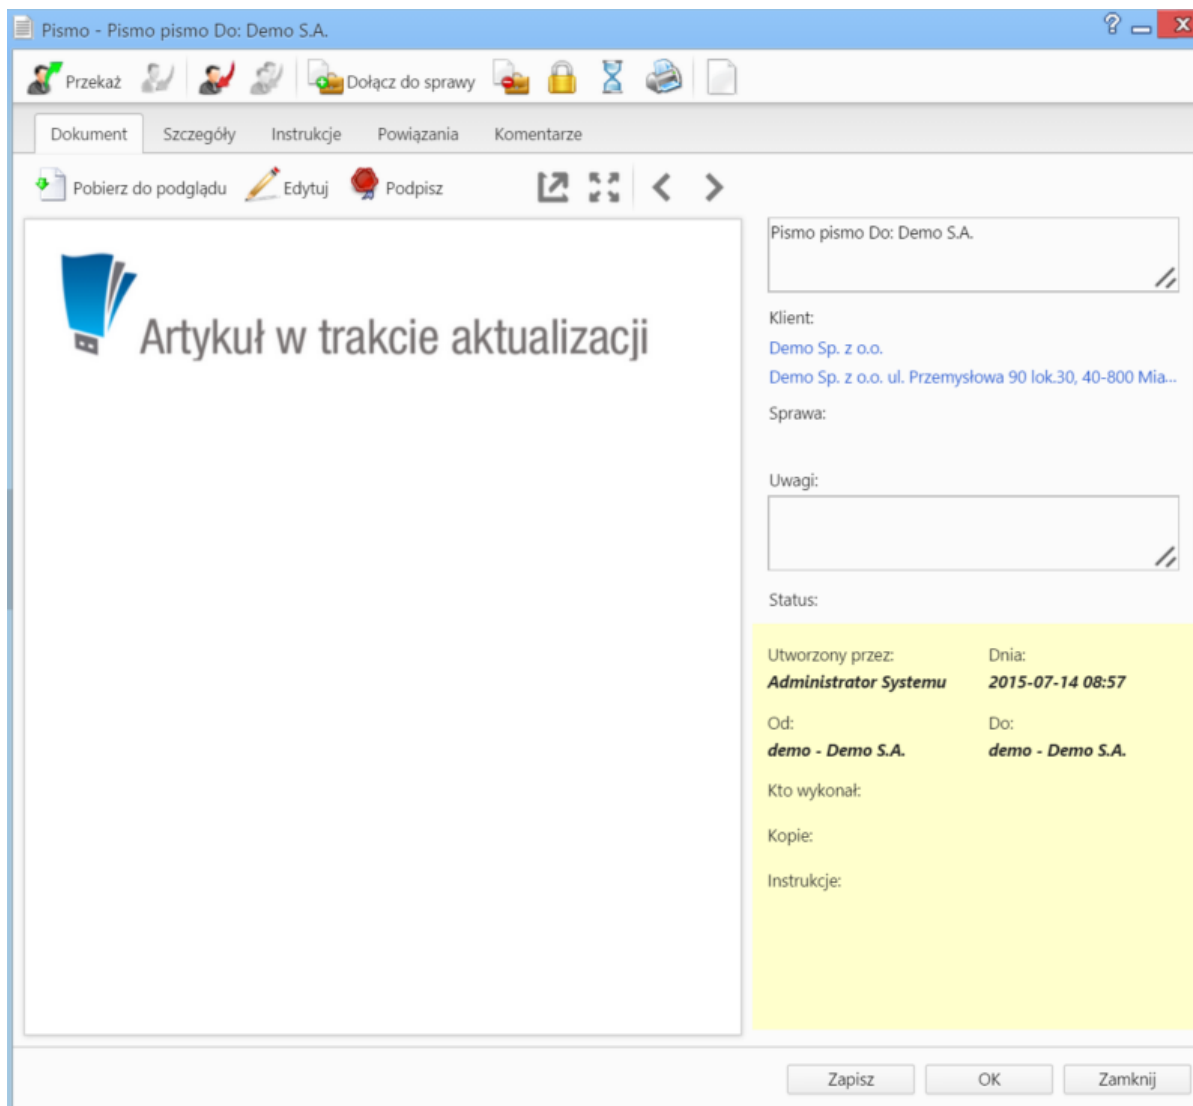 Pismo - Pismo pismo Do: Demo S.A.
Przekaż Dołącz do sprawy
Dokument Szczegóły Instrukcje Powiązania Komentarze
Pobierz do podglądu Edytuj Podpisz
Artykuł w trakcie aktualizacji
Pismo pismo Do: Demo S.A.
Klient:
Demo Sp. z o.o.
Demo Sp. z o.o. ul. Przemysłowa 90 lok.30, 40-800 Mia...
Sprawa:
Uwagi:
Status:
Utworzony przez: Dnia:
Administrator Systemu 2015-07-14 08:57
Od: Do:
demo - Demo S.A. demo - Demo S.A.
Kto wykonał:
Kopie:
Instrukcje:
Zapisz OK Zamknij